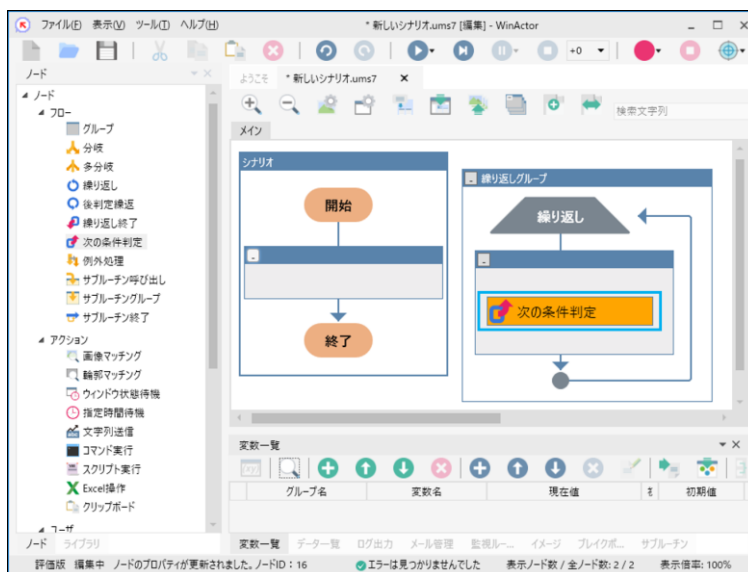 ファイル(F) 表示(V) ツール(T) ヘルプ(H)
* 新しいシナリオ.ums7 [編集] - WinActor
+0
ノード
ようこそ
* 新しいシナリオ.ums7
検索文字列
メイン
ノード
フロー
グループ
分岐
多分岐
繰り返し
後判定繰返
繰り返し終了
次の条件判定
例外処理
サブルーチン呼び出し
サブルーチングループ
サブルーチン終了
アクション
画像マッチング
輪郭マッチング
ウィンドウ状態待機
指定時間待機
文字列送信
コマンド実行
スクリプト実行
Excel操作
クリップボード
ユーザ
ノード ライブラリ
シナリオ
開始
終了
繰り返しグループ
繰り返し
次の条件判定
変数一覧
グループ名 変数名 現在値 初期値
変数一覧 データ一覧 ログ出力 メール管理 監視ルー... イメージ ブレイクポ... サブルーチン
評価版 編集中 ノードのプロパティが更新されました。ノードID : 16
エラーは見つかりませんでした
表示ノード数 / 全ノード数: 2 / 2
表示倍率: 100%